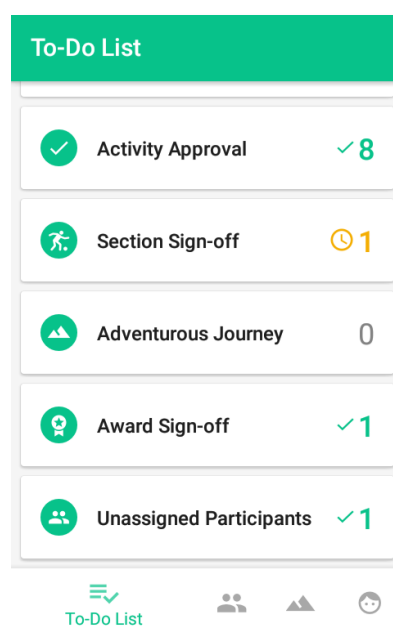 To-Do List
Activity Approval 8
Section Sign-off 1
Adventurous Journey 0
Award Sign-off 1
Unassigned Participants 1
To-Do List